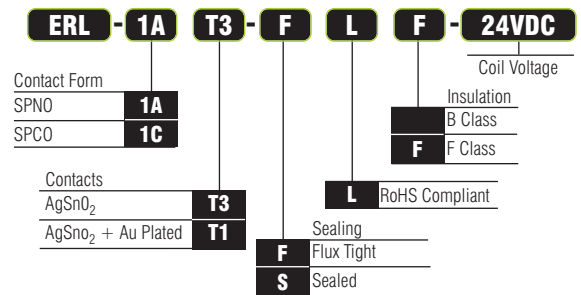 ERL - 1A T3 - F L F - 24VDC
Coil Voltage
Contact Form
SPNO 1A
SPCO 1C
Insulation
B Class
F F Class
Contacts
AgSnO₂ T3
AgSno₂ + Au Plated T1
L RoHS Compliant
Sealing
F Flux Tight
S Sealed